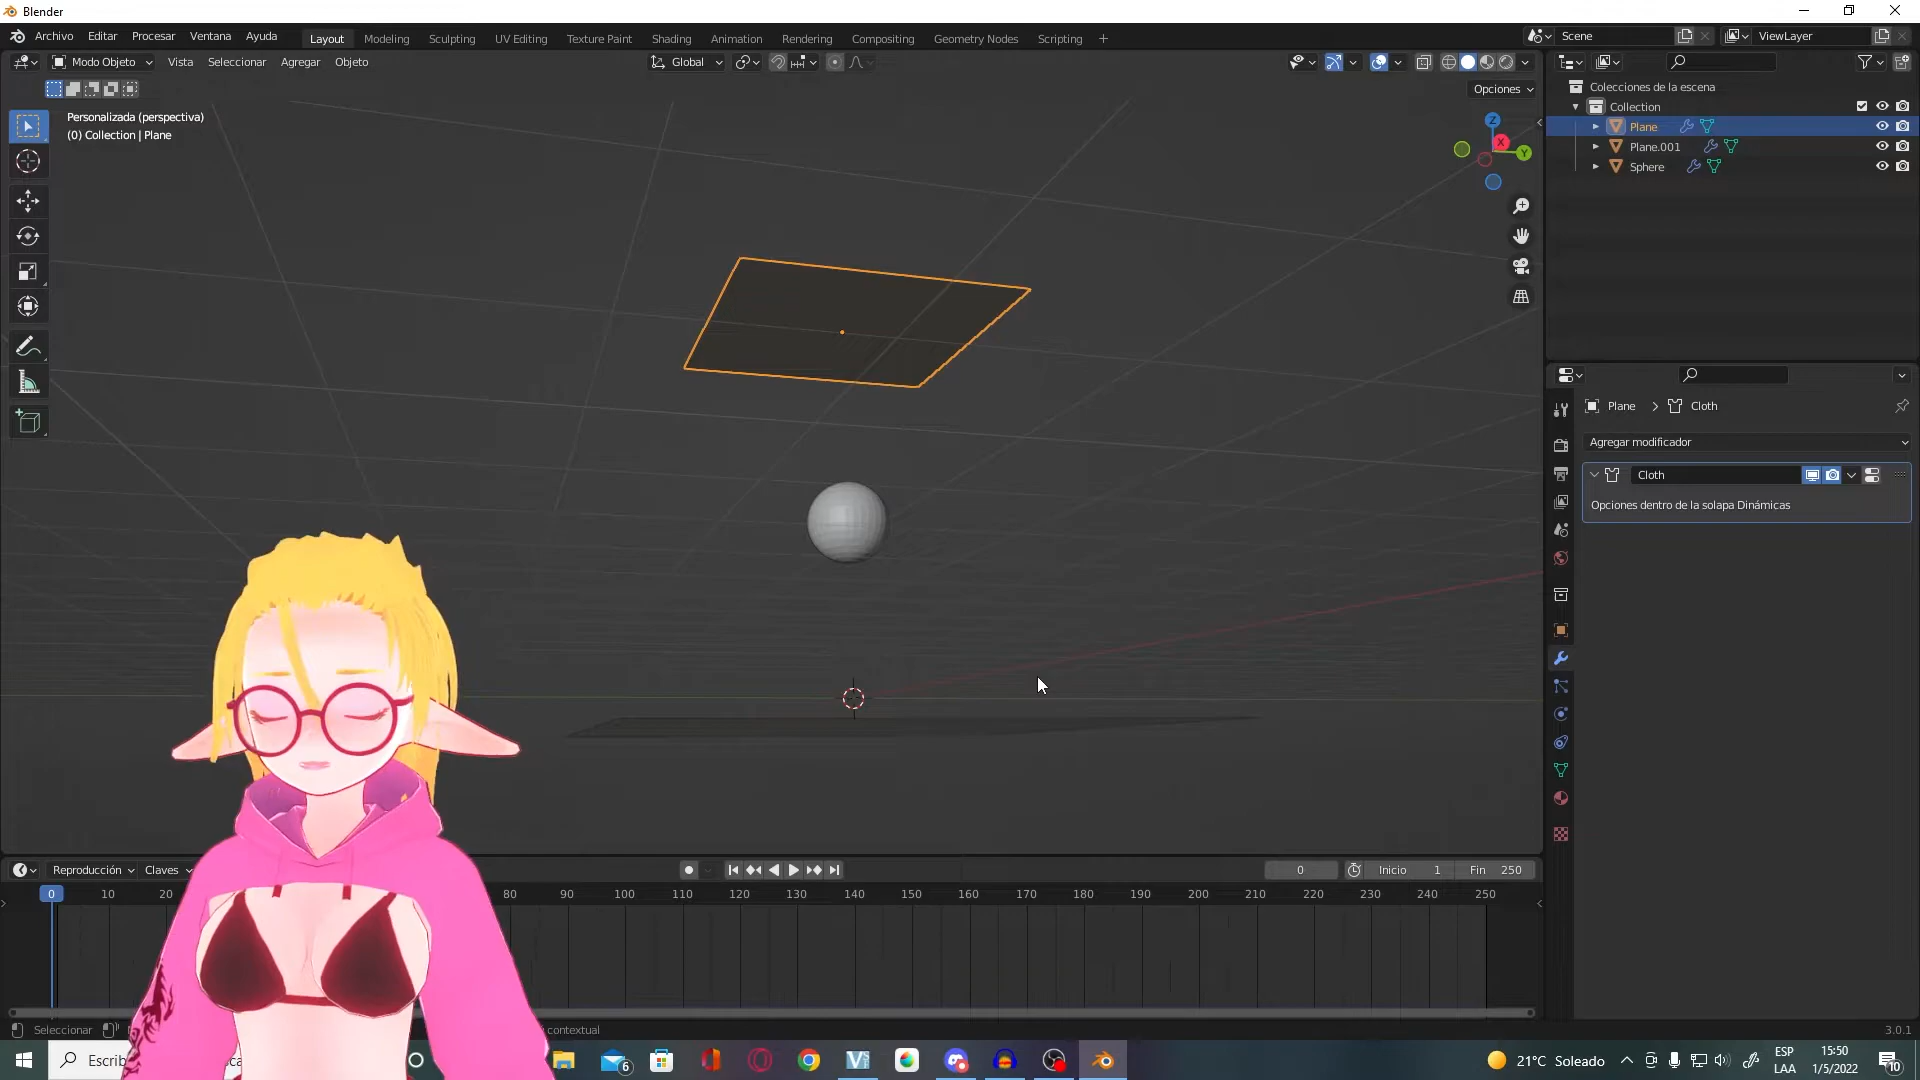 Blender
Archivo Editar Procesar Ventana Ayuda Layout Modeling Sculpting UV Editing Texture Paint Shading Animation Rendering Compositing Geometry Nodes Scripting + Scene ViewLayer
Modo Objeto Vista Seleccionar Agregar Objeto Global
Opciones
Personalizada (perspectiva)
(0) Collection | Plane
Z
X
Y
Colecciones de la escena
Collection
Plane
Plane.001
Sphere
Plane > Cloth
Agregar modificador
Cloth
Opciones dentro de la solapa Dinámicas
Reproducción Claves 0 Inicio 1 Fin 250
0 10 20 80 90 100 110 120 130 140 150 160 170 180 190 200 210 220 230 240 250
Seleccionar contextual 3.0.1
Escrib 6 21°C Soleado ESP LAA 15:50 1/5/2022 10